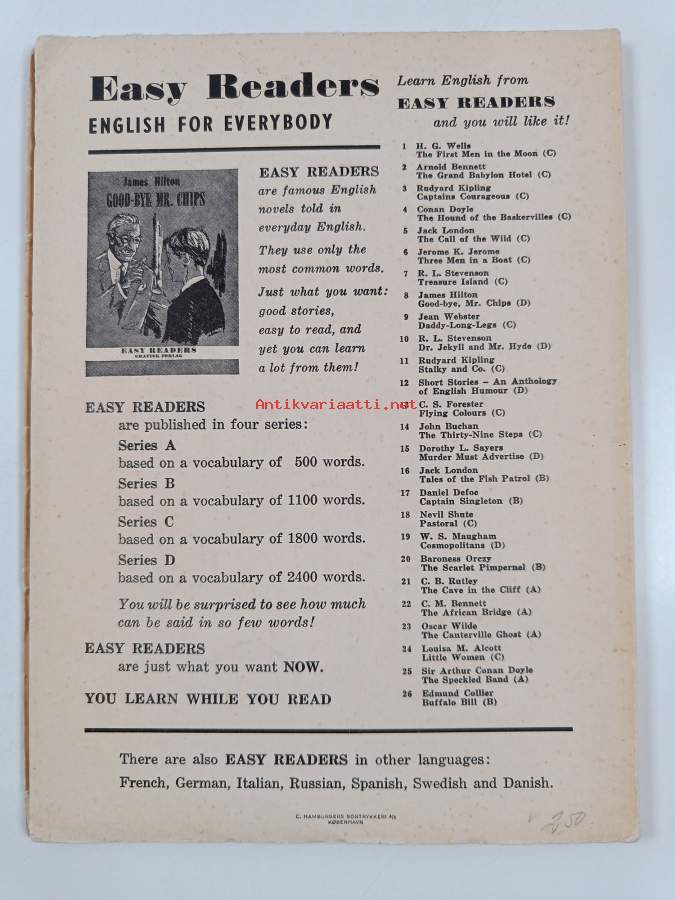 Easy Readers
ENGLISH FOR EVERYBODY
James Hilton
GOOD-BYE MR. CHIPS
EASY READERS
GRAFISK FORLAG
EASY READERS
are famous English
novels told in
everyday English.
They use only the
most common words.
Just what you want:
good stories,
easy to read, and
yet you can learn
a lot from them!
EASY READERS
are published in four series:
Series A
based on a vocabulary of 500 words.
Series B
based on a vocabulary of 1100 words.
Series C
based on a vocabulary of 1800 words.
Series D
based on a vocabulary of 2400 words.
You will be surprised to see how much
can be said in so few words!
EASY READERS
are just what you want NOW.
YOU LEARN WHILE YOU READ
Learn English from
EASY READERS
and you will like it!
1 H. G. Wells
The First Men in the Moon (C)
2 Arnold Bennett
The Grand Babylon Hotel (C)
3 Rudyard Kipling
Captains Courageous (C)
4 Conan Doyle
The Hound of the Baskervilles (C)
5 Jack London
The Call of the Wild (C)
6 Jerome K. Jerome
Three Men in a Boat (C)
7 R. L. Stevenson
Treasure Island (C)
8 James Hilton
Good-bye, Mr. Chips (D)
9 Jean Webster
Daddy-Long-Legs (C)
10 R. L. Stevenson
Dr. Jekyll and Mr. Hyde (D)
11 Rudyard Kipling
Stalky and Co. (C)
12 Short Stories – An Anthology
of English Humour (D)
13 C. S. Forester
Flying Colours (C)
14 John Buchan
The Thirty-Nine Steps (C)
15 Dorothy L. Sayers
Murder Must Advertise (D)
16 Jack London
Tales of the Fish Patrol (B)
17 Daniel Defoe
Captain Singleton (B)
18 Nevil Shute
Pastoral (C)
19 W. S. Maugham
Cosmopolitans (D)
20 Baroness Orczy
The Scarlet Pimpernel (B)
21 C. B. Rutley
The Cave in the Cliff (A)
22 C. M. Bennett
The African Bridge (A)
23 Oscar Wilde
The Canterville Ghost (A)
24 Louisa M. Alcott
Little Women (C)
25 Sir Arthur Conan Doyle
The Speckled Band (A)
26 Edmund Collier
Buffalo Bill (B)
Antikvariaatti.net
There are also EASY READERS in other languages:
French, German, Italian, Russian, Spanish, Swedish and Danish.
C. HAMBURGERS BOGTRYKKERI A/S
KØBENHAVN
2,50